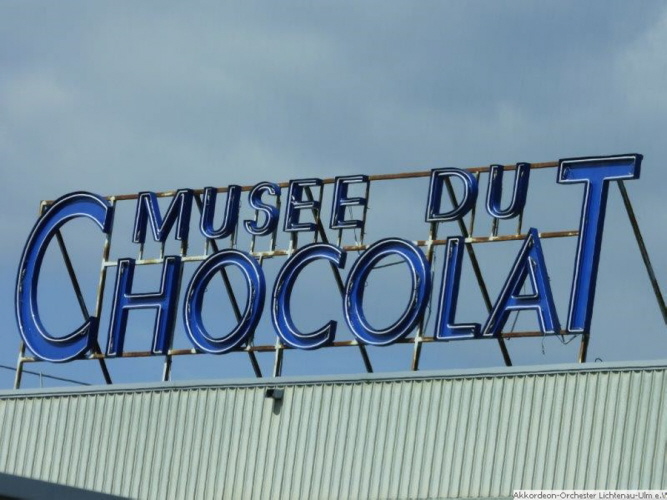 MUSEE DU
CHOCOLAT
Akkordeon-Orchester Lichtenau-Ulm e.V.